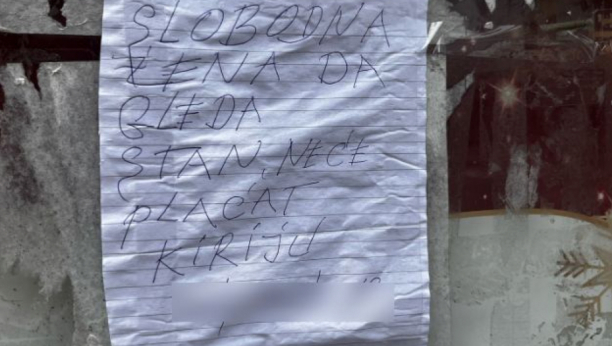 SLOBODNA
ŽENA DA
GLEDA
STAN, NEĆE
PLAĆAT
KIRIJU